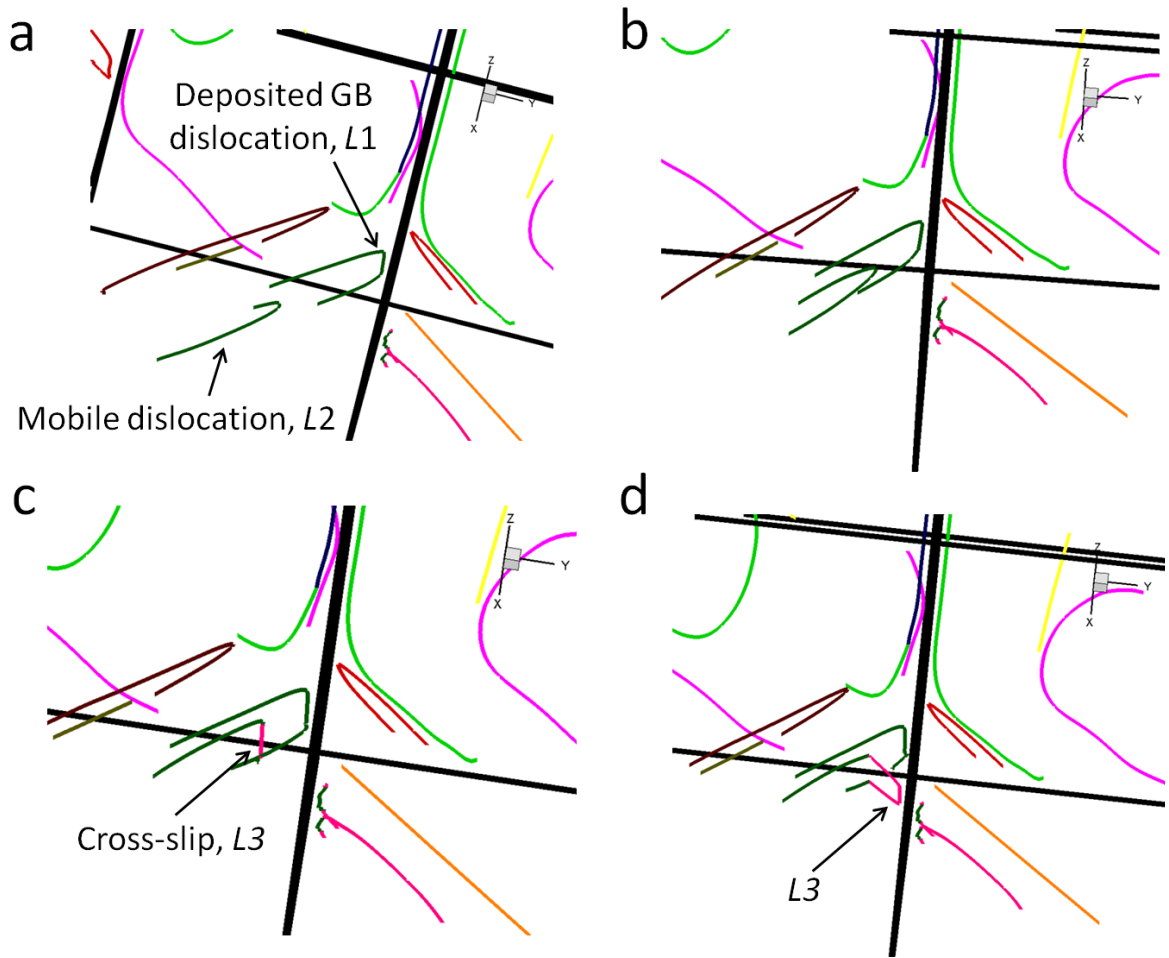 a
Deposited GB
dislocation, L1
Mobile dislocation, L2
Z
Y
X
b
Z
Y
X
c
Cross-slip, L3
Z
Y
X
d
L3
Z
Y
X